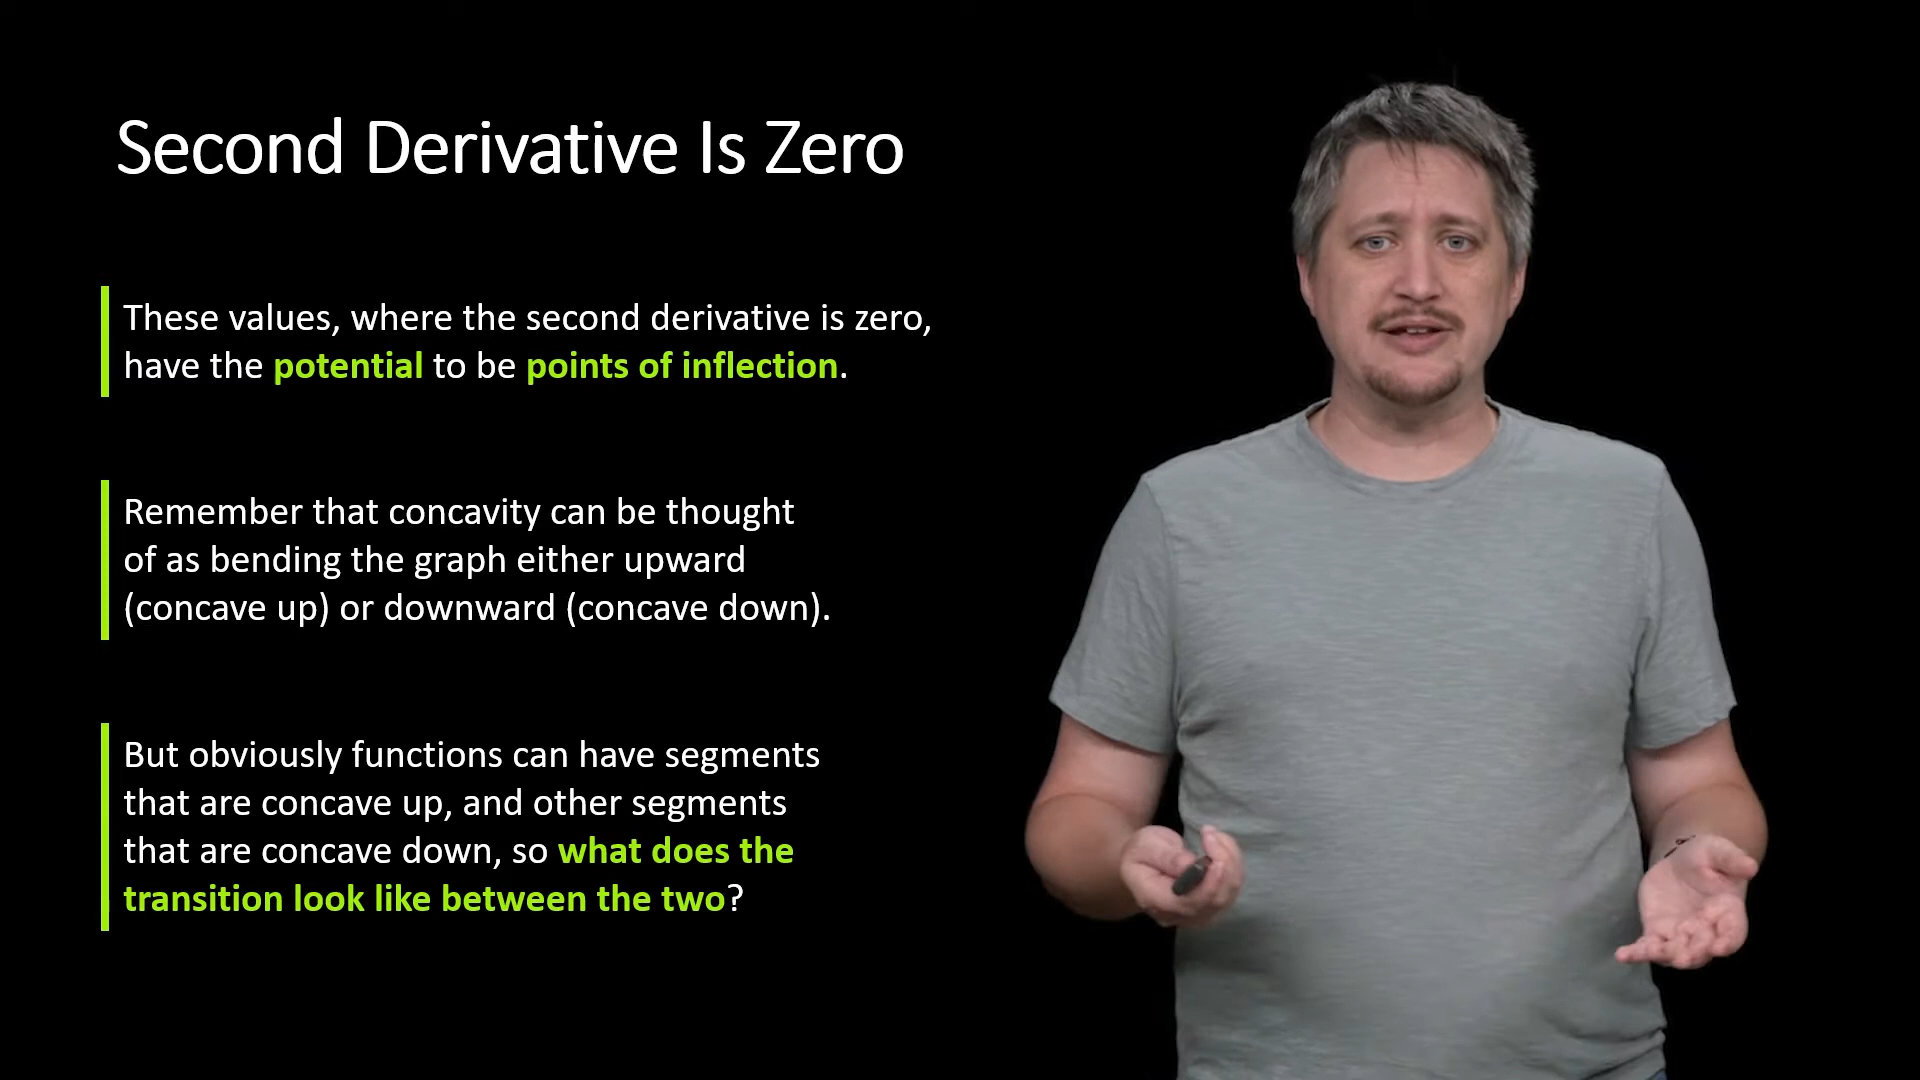 Second Derivative Is Zero
These values, where the second derivative is zero,
have the potential to be points of inflection.
Remember that concavity can be thought
of as bending the graph either upward
(concave up) or downward (concave down).
But obviously functions can have segments
that are concave up, and other segments
that are concave down, so what does the
transition look like between the two?